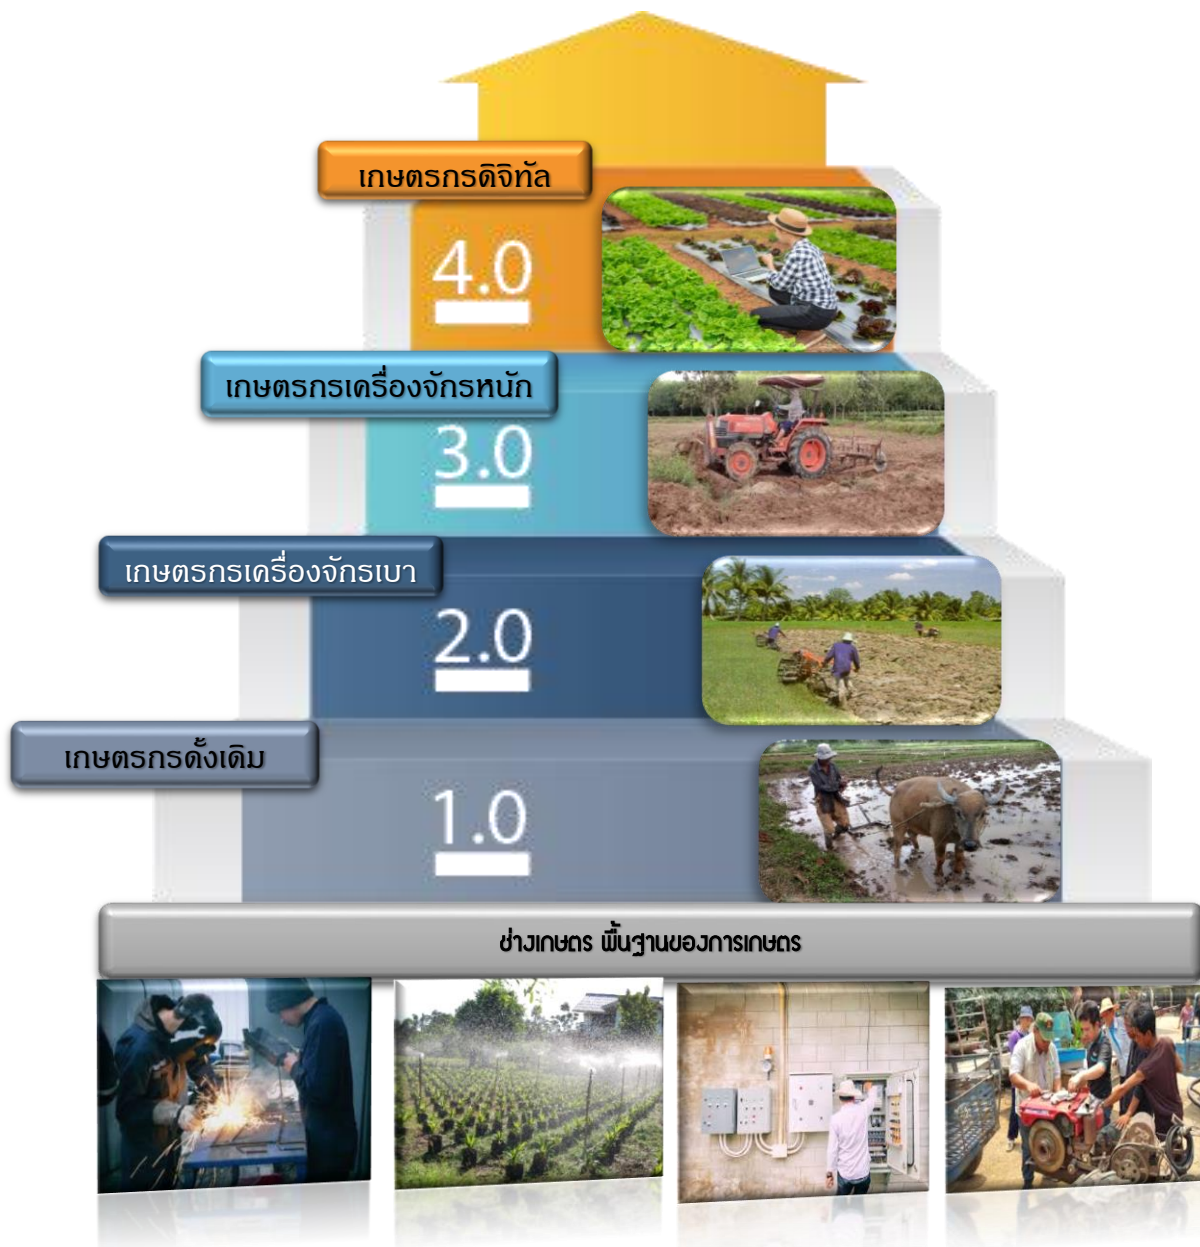 เกษตรกรดิจิทัล
4.0
เกษตรกรเครื่องจักรหนัก
3.0
เกษตรกรเครื่องจักรเบา
2.0
เกษตรกรดั้งเดิม
1.0
ช่างเกษตร พื้นฐานของการเกษตร